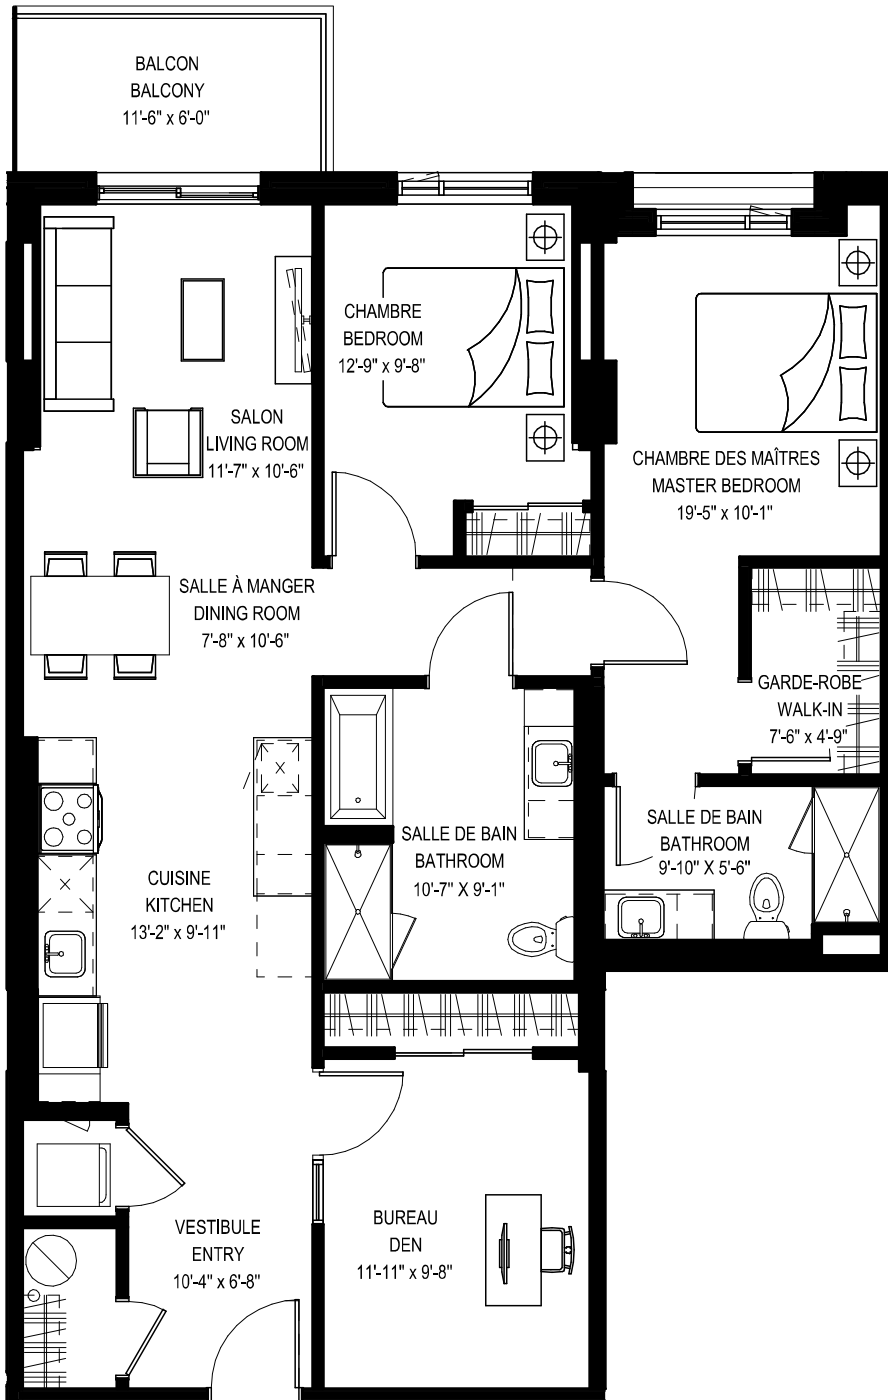 BALCON
BALCONY
11'-6" x 6'-0"
CHAMBRE
BEDROOM
12'-9" x 9'-8"
SALON
LIVING ROOM
11'-7" x 10'-6"
CHAMBRE DES MAÎTRES
MASTER BEDROOM
19'-5" x 10'-1"
SALLE À MANGER
DINING ROOM
7'-8" x 10'-6"
GARDE-ROBE
WALK-IN
7'-6" x 4'-9"
SALLE DE BAIN
BATHROOM
9'-10" X 5'-6"
SALLE DE BAIN
BATHROOM
10'-7" X 9'-1"
CUISINE
KITCHEN
13'-2" x 9'-11"
VESTIBULE
ENTRY
10'-4" x 6'-8"
BUREAU
DEN
11'-11" x 9'-8"